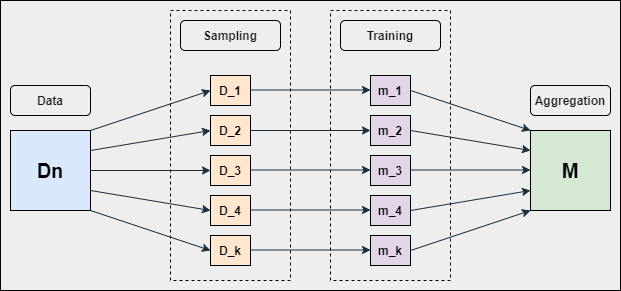 Sampling
Training
Data
Aggregation
D_1
m_1
D_2
m_2
Dn
D_3
m_3
M
D_4
m_4
D_k
m_k